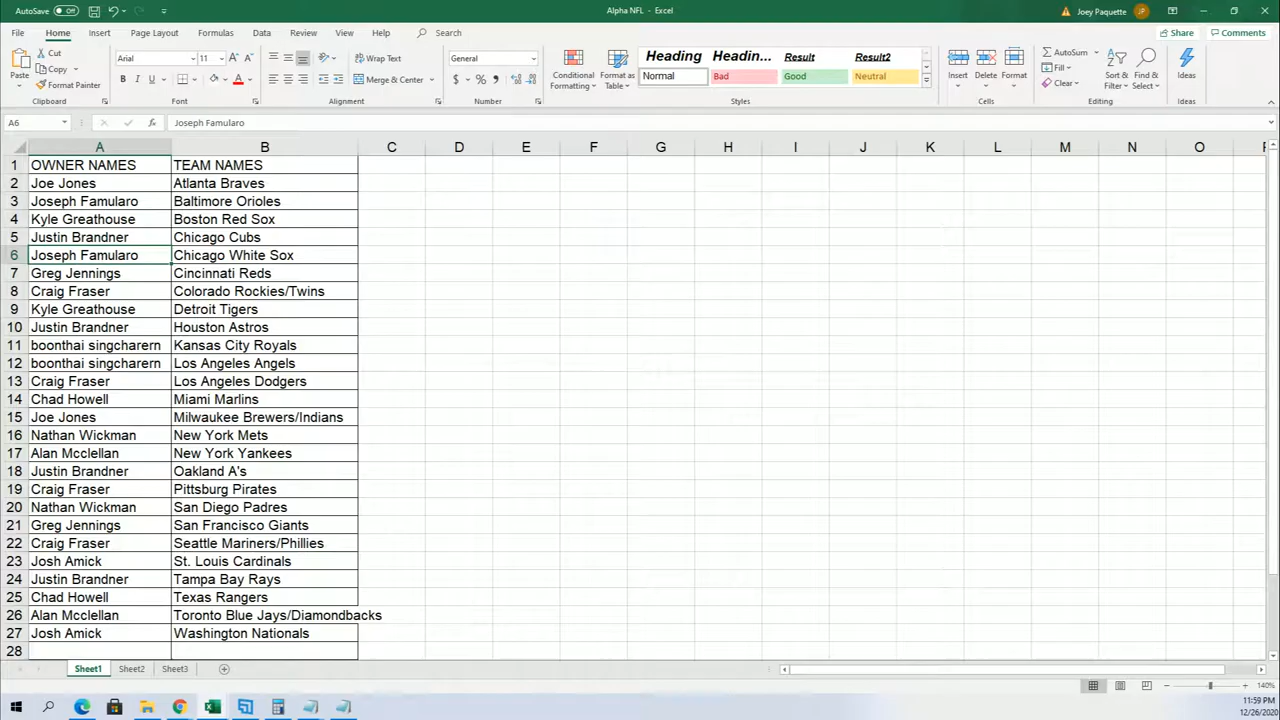 AutoSave Off Alpha NFL - Excel Joey Paquette JP
File Home Insert Page Layout Formulas Data Review View Help Search Share Comments
Paste Cut Copy Format Painter Clipboard
Arial 11 B I U A Font
Wrap Text Merge & Center Alignment
General $ % , Number
Conditional Formatting Format as Table
Heading Headin... Result Result2
Normal Bad Good Neutral Styles
Insert Delete Format Cells
AutoSum Fill Clear Sort & Filter Find & Select Editing
Ideas Ideas
A6 fx Joseph Famularo
A B C D E F G H I J K L M N O
1 OWNER NAMES TEAM NAMES
2 Joe Jones Atlanta Braves
3 Joseph Famularo Baltimore Orioles
4 Kyle Greathouse Boston Red Sox
5 Justin Brandner Chicago Cubs
6 Joseph Famularo Chicago White Sox
7 Greg Jennings Cincinnati Reds
8 Craig Fraser Colorado Rockies/Twins
9 Kyle Greathouse Detroit Tigers
10 Justin Brandner Houston Astros
11 boonthai singcharern Kansas City Royals
12 boonthai singcharern Los Angeles Angels
13 Craig Fraser Los Angeles Dodgers
14 Chad Howell Miami Marlins
15 Joe Jones Milwaukee Brewers/Indians
16 Nathan Wickman New York Mets
17 Alan Mcclellan New York Yankees
18 Justin Brandner Oakland A's
19 Craig Fraser Pittsburg Pirates
20 Nathan Wickman San Diego Padres
21 Greg Jennings San Francisco Giants
22 Craig Fraser Seattle Mariners/Phillies
23 Josh Amick St. Louis Cardinals
24 Justin Brandner Tampa Bay Rays
25 Chad Howell Texas Rangers
26 Alan Mcclellan Toronto Blue Jays/Diamondbacks
27 Josh Amick Washington Nationals
28
Sheet1 Sheet2 Sheet3
140%
11:59 PM
12/26/2020